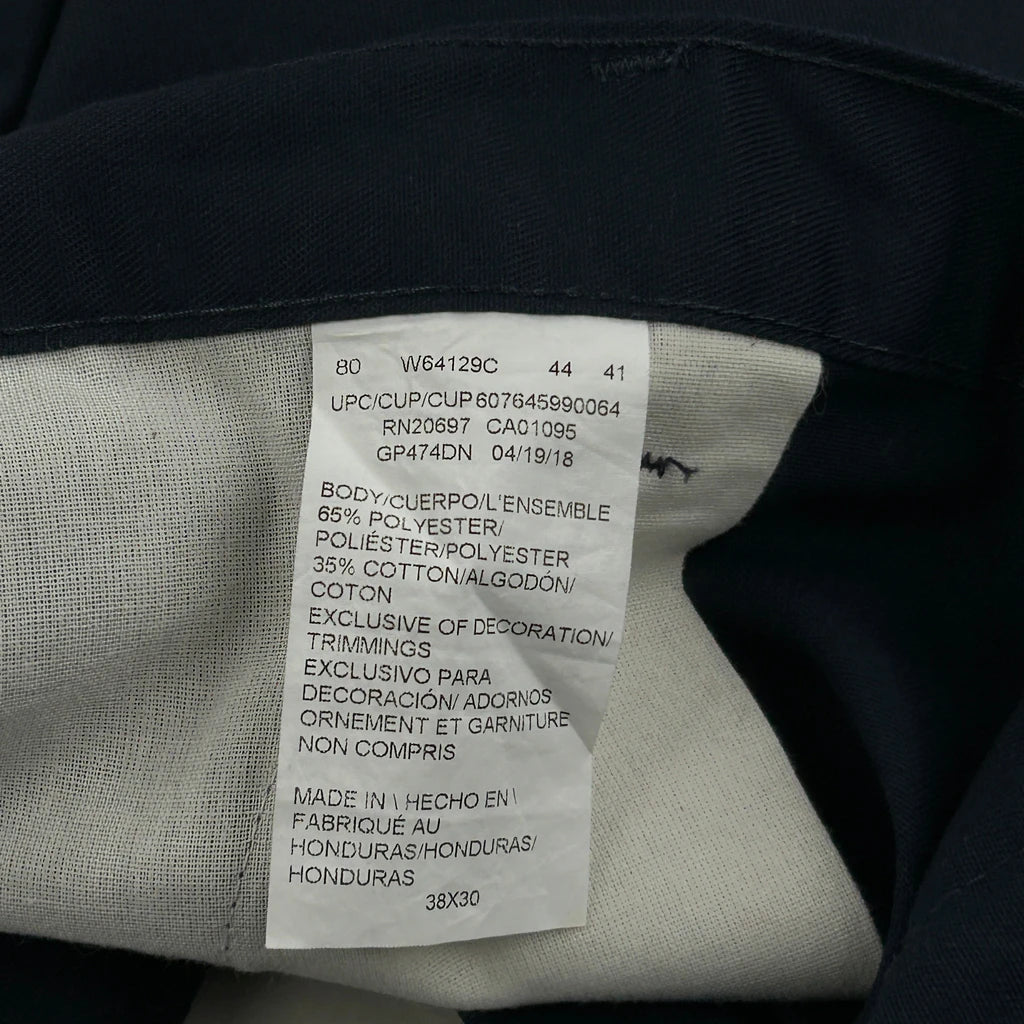 80 W64129C 44 41
UPC/CUP/CUP 607645990064
RN20697 CA01095
GP474DN 04/19/18
BODY/CUERPO/L'ENSEMBLE
65% POLYESTER/
POLIÉSTER/POLYESTER
35% COTTON/ALGODÓN/
COTON
EXCLUSIVE OF DECORATION/
TRIMMINGS
EXCLUSIVO PARA
DECORACIÓN/ ADORNOS
ORNEMENT ET GARNITURE
NON COMPRIS
MADE IN \ HECHO EN \
FABRIQUÉ AU
HONDURAS/HONDURAS/
HONDURAS
38X30